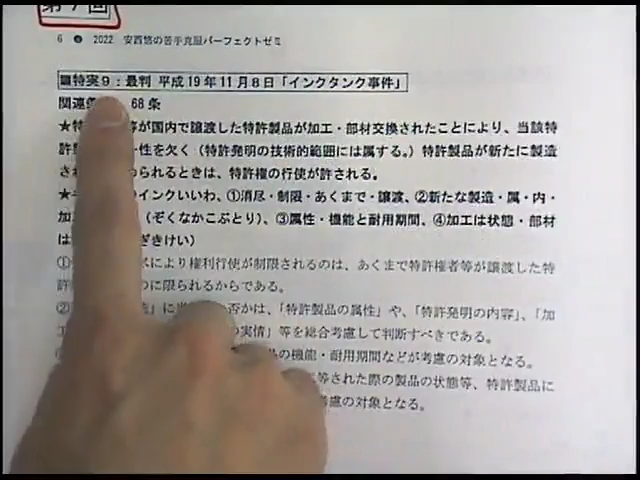 第7回
6 2022 安西悠の苦手克服パーフェクトゼミ
■特実9：最判 平成19年11月8日「インクタンク事件」
関連 68条
★特 等が国内で譲渡した特許製品が加工・部材交換されたことにより、当該特
許 性を欠く（特許発明の技術的範囲には属する。）特許製品が新たに製造
さ められるときは、特許権の行使が許される。
★ のインクいいわ、①消尽・制限・あくまで・譲渡、②新たな製造・属・内・
加 （ぞくなかこぶとり）、③属性・機能と耐用期間、④加工は状態・部材
は ぎきけい）
① により権利行使が制限されるのは、あくまで特許権者等が譲渡した特
許 に限られるからである。
② 」に 否かは、「特許製品の属性」や、「特許発明の内容」、「加
の実情」等を総合考慮して判断すべきである。
品の機能・耐用期間などが考慮の対象となる。
等された際の製品の状態等、特許製品に
考慮の対象となる。